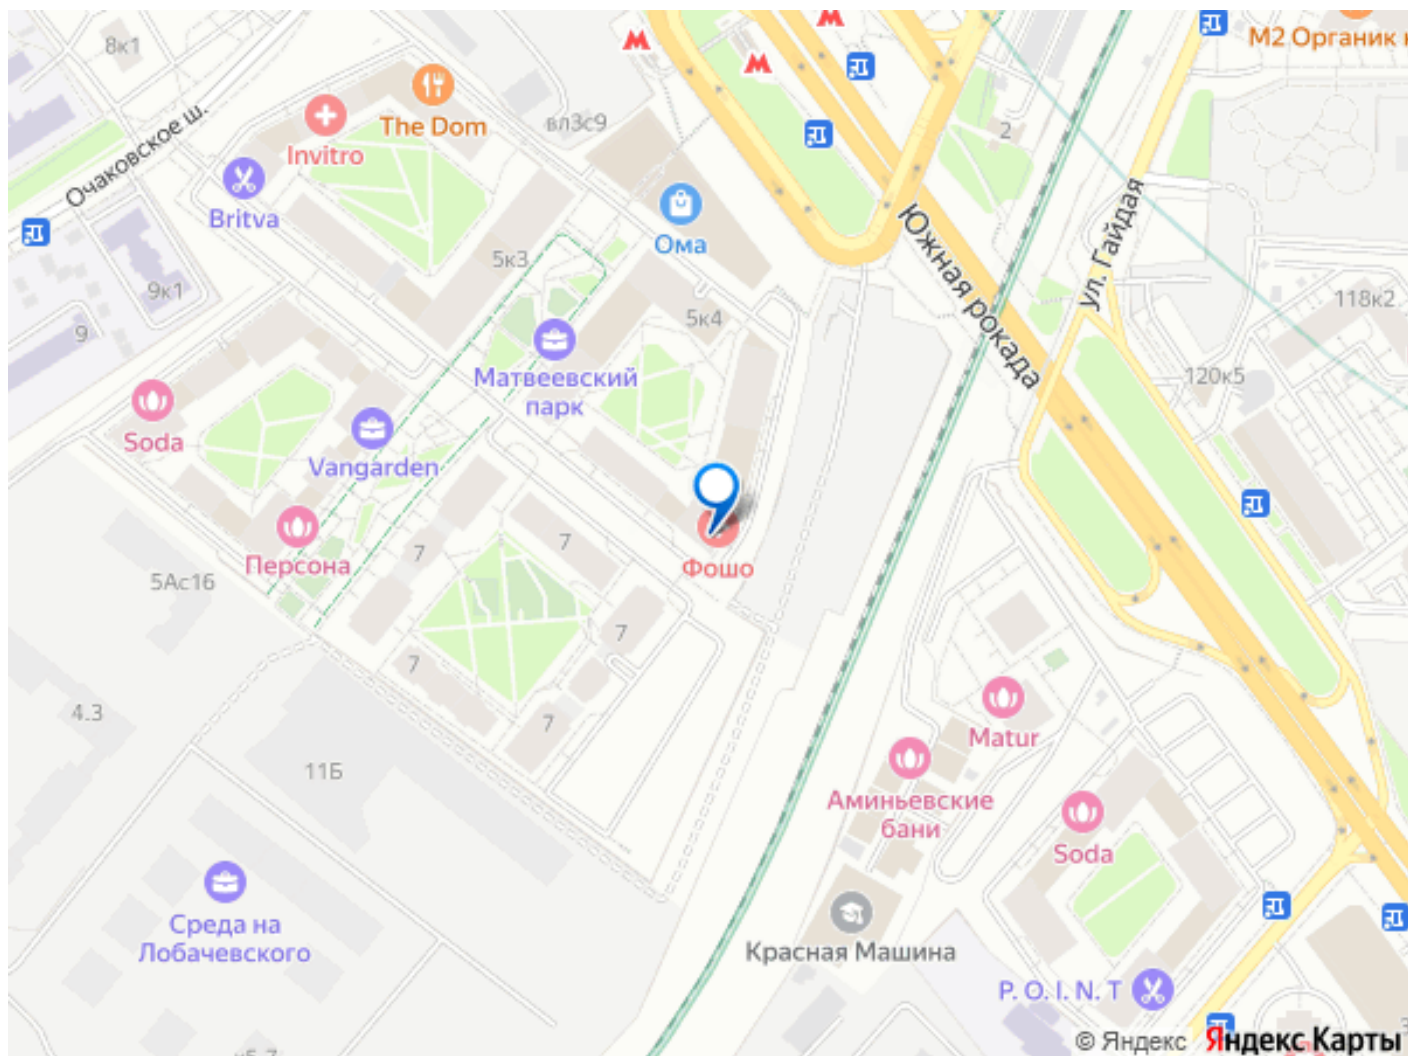 М2 Органик
8к1
The Dom
вл3с9
2
Invitro
Очаковское ш.
Britva
Ома
Южная рокада
ул. Гайдая
5к3
9к1
118к2
5к4
9
Матвеевский
парк
120к5
Soda
Vangarden
Персона
7
7
Фошо
5Ас16
7
7
4.3
7
Matur
11Б
Аминьевские
бани
Soda
Среда на
Лобачевского
Красная Машина
P. O. I. N. T
© Яндекс Яндекс Карты